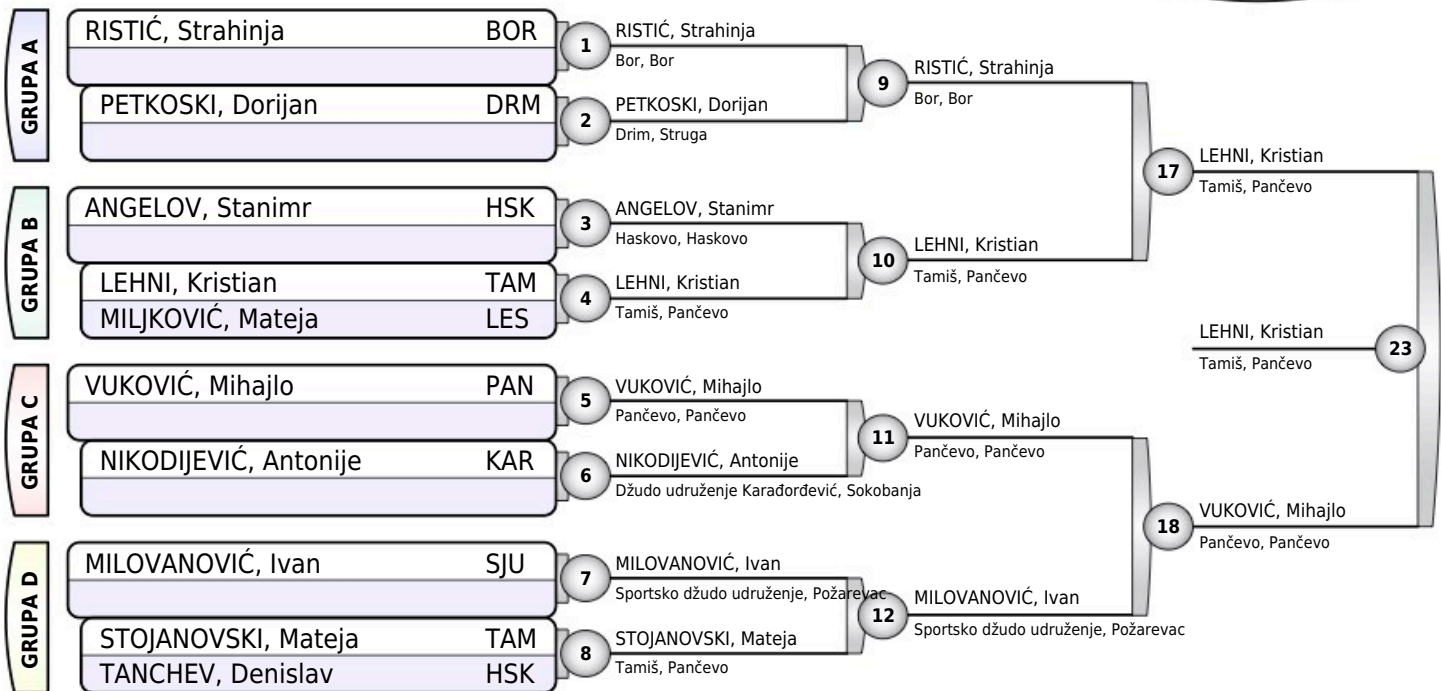 GRUPA A
RISTIĆ, Strahinja BOR
PETKOSKI, Dorijan DRM
GRUPA B
ANGELOV, Stanimr HSK
LEHNI, Kristian TAM
MILJKOVIĆ, Mateja LES
GRUPA C
VUKOVIĆ, Mihajlo PAN
NIKODIJEVIĆ, Antonije KAR
GRUPA D
MILOVANOVIĆ, Ivan SJU
STOJANOVSKI, Mateja TAM
TANCHEV, Denislav HSK
1
RISTIĆ, Strahinja
Bor, Bor
2
PETKOSKI, Dorijan
Drim, Struga
3
ANGELOV, Stanimr
Haskovo, Haskovo
4
LEHNI, Kristian
Tamiš, Pančevo
5
VUKOVIĆ, Mihajlo
Pančevo, Pančevo
6
NIKODIJEVIĆ, Antonije
Džudo udruženje Karađorđević, Sokobanja
7
MILOVANOVIĆ, Ivan
Sportsko džudo udruženje, Požarevac
8
STOJANOVSKI, Mateja
Tamiš, Pančevo
9
RISTIĆ, Strahinja
Bor, Bor
10
LEHNI, Kristian
Tamiš, Pančevo
11
VUKOVIĆ, Mihajlo
Pančevo, Pančevo
12
MILOVANOVIĆ, Ivan
Sportsko džudo udruženje, Požarevac
17
LEHNI, Kristian
Tamiš, Pančevo
18
VUKOVIĆ, Mihajlo
Pančevo, Pančevo
LEHNI, Kristian
Tamiš, Pančevo
23